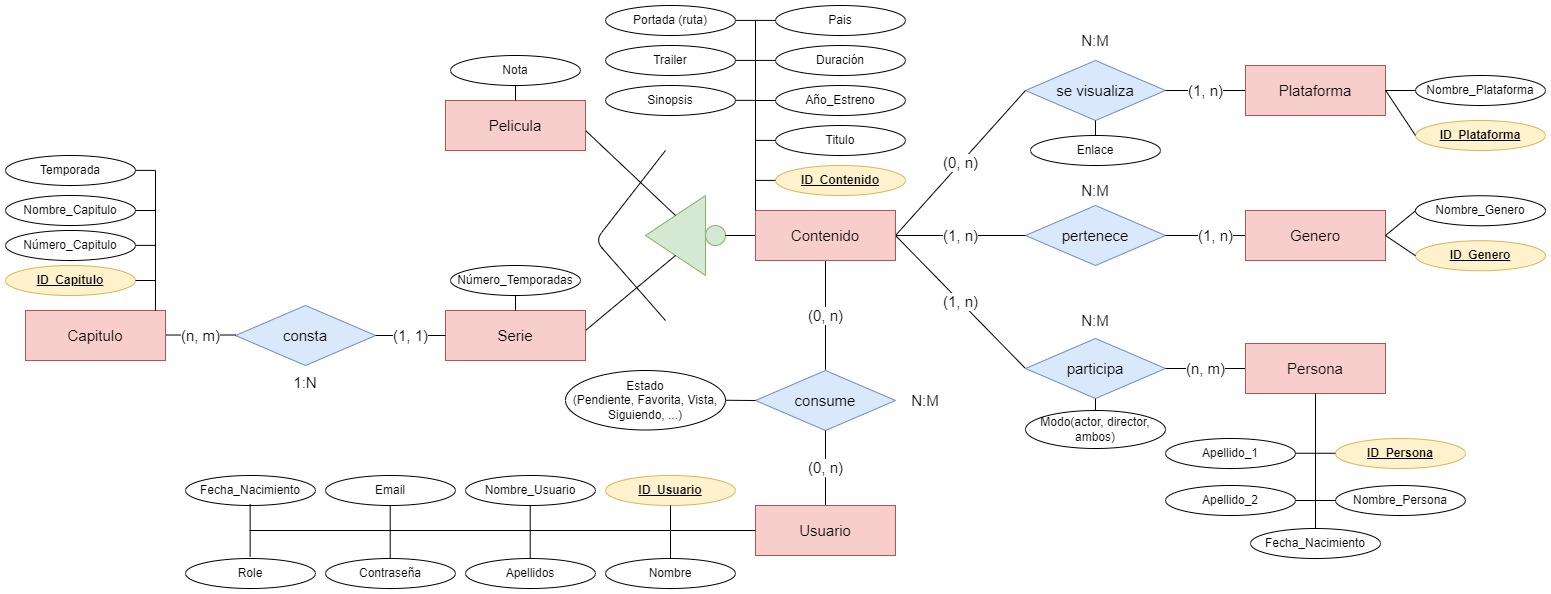 Portada (ruta)
Pais
N:M
Trailer
Duración
Nota
se visualiza
(1, n)
Plataforma
Nombre_Plataforma
Sinopsis
Año_Estreno
Pelicula
ID_Plataforma
Titulo
Enlace
(0, n)
Temporada
ID_Contenido
N:M
Nombre_Capitulo
Nombre_Genero
Número_Capitulo
Contenido
(1, n)
pertenece
(1, n)
Genero
ID_Genero
ID_Capitulo
Número_Temporadas
(1, n)
(0, n)
N:M
Capitulo
(n, m)
consta
(1, 1)
Serie
1:N
participa
(n, m)
Persona
Estado
(Pendiente, Favorita, Vista,
Siguiendo, ...)
consume
N:M
Modo(actor, director,
ambos)
Apellido_1
ID_Persona
(0, n)
Fecha_Nacimiento
Email
Nombre_Usuario
ID_Usuario
Apellido_2
Nombre_Persona
Usuario
Fecha_Nacimiento
Role
Contraseña
Apellidos
Nombre